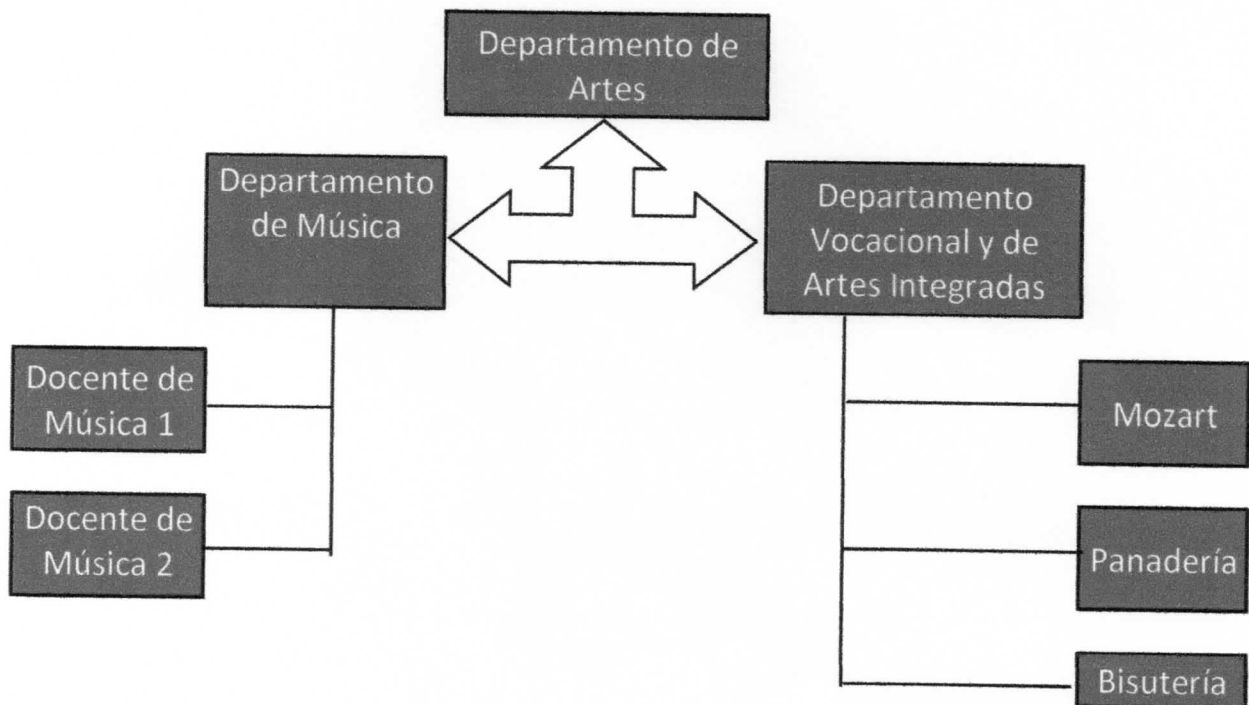 Departamento de
Artes
Departamento
de Música
Departamento
Vocacional y de
Artes Integradas
Docente de
Música 1
Docente de
Música 2
Mozart
Panadería
Bisutería